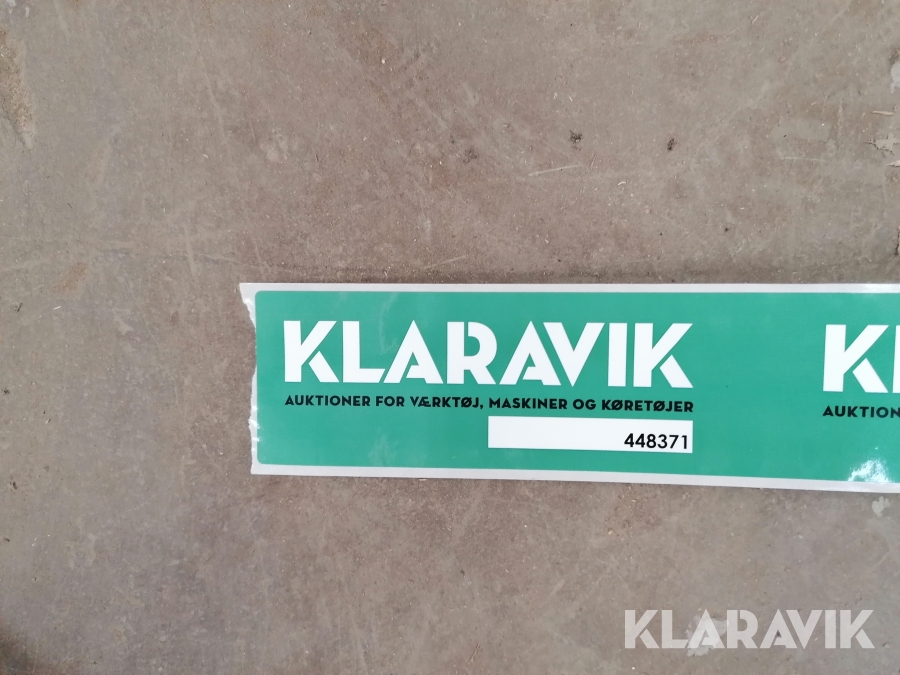 KLARAVIK
AUKTIONER FOR VÆRKTØJ, MASKINER OG KØRETØJER
448371
KLARAVIK